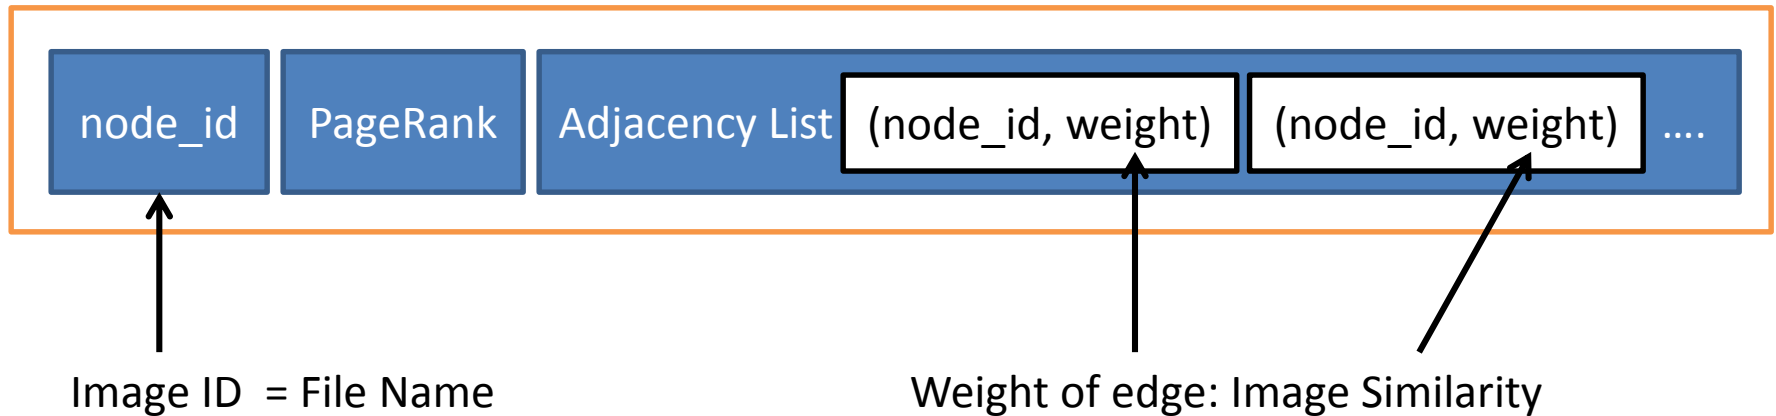 node_id PageRank Adjacency List (node_id, weight) (node_id, weight) ....
Image ID = File Name Weight of edge: Image Similarity